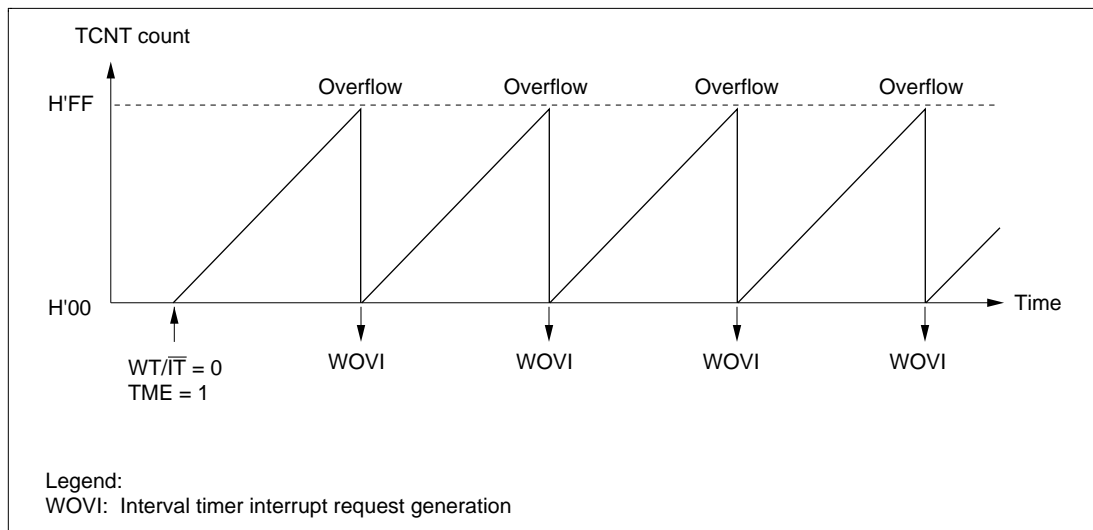 TCNT count
Overflow Overflow Overflow Overflow
H'FF
H'00
Time
WOVI WOVI WOVI WOVI
WT/I̅T̅ = 0
TME = 1
Legend:
WOVI: Interval timer interrupt request generation